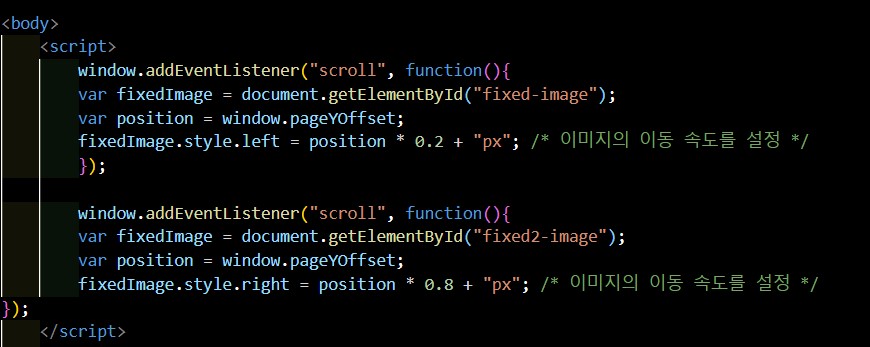 <body>
<script>
window.addEventListener("scroll", function(){
var fixedImage = document.getElementById("fixed-image");
var position = window.pageYOffset;
fixedImage.style.left = position * 0.2 + "px"; /* 이미지의 이동 속도를 설정 */
});
window.addEventListener("scroll", function(){
var fixedImage = document.getElementById("fixed2-image");
var position = window.pageYOffset;
fixedImage.style.right = position * 0.8 + "px"; /* 이미지의 이동 속도를 설정 */
});
</script>